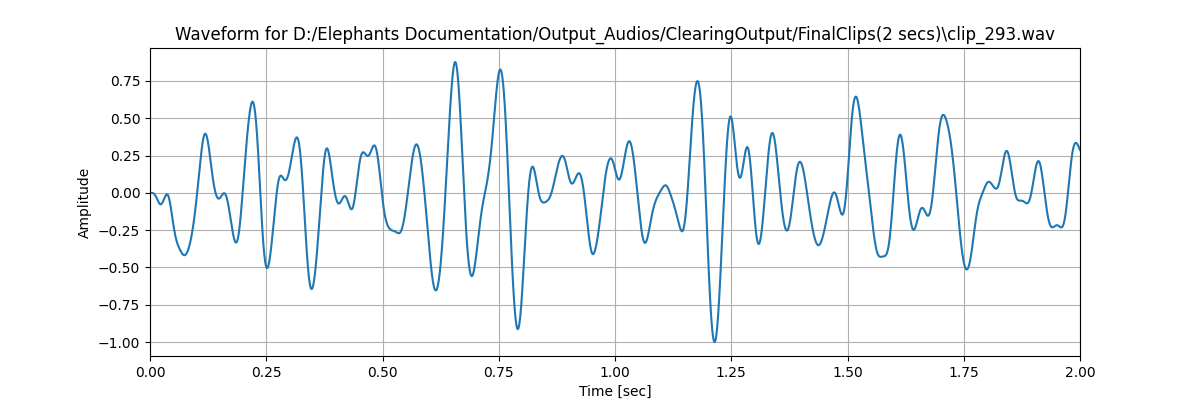 Waveform for D:/Elephants Documentation/Output_Audios/ClearingOutput/FinalClips(2 secs)\clip_293.wav
Amplitude
0.75
0.50
0.25
0.00
−0.25
−0.50
−0.75
−1.00
0.00 0.25 0.50 0.75 1.00 1.25 1.50 1.75 2.00
Time [sec]